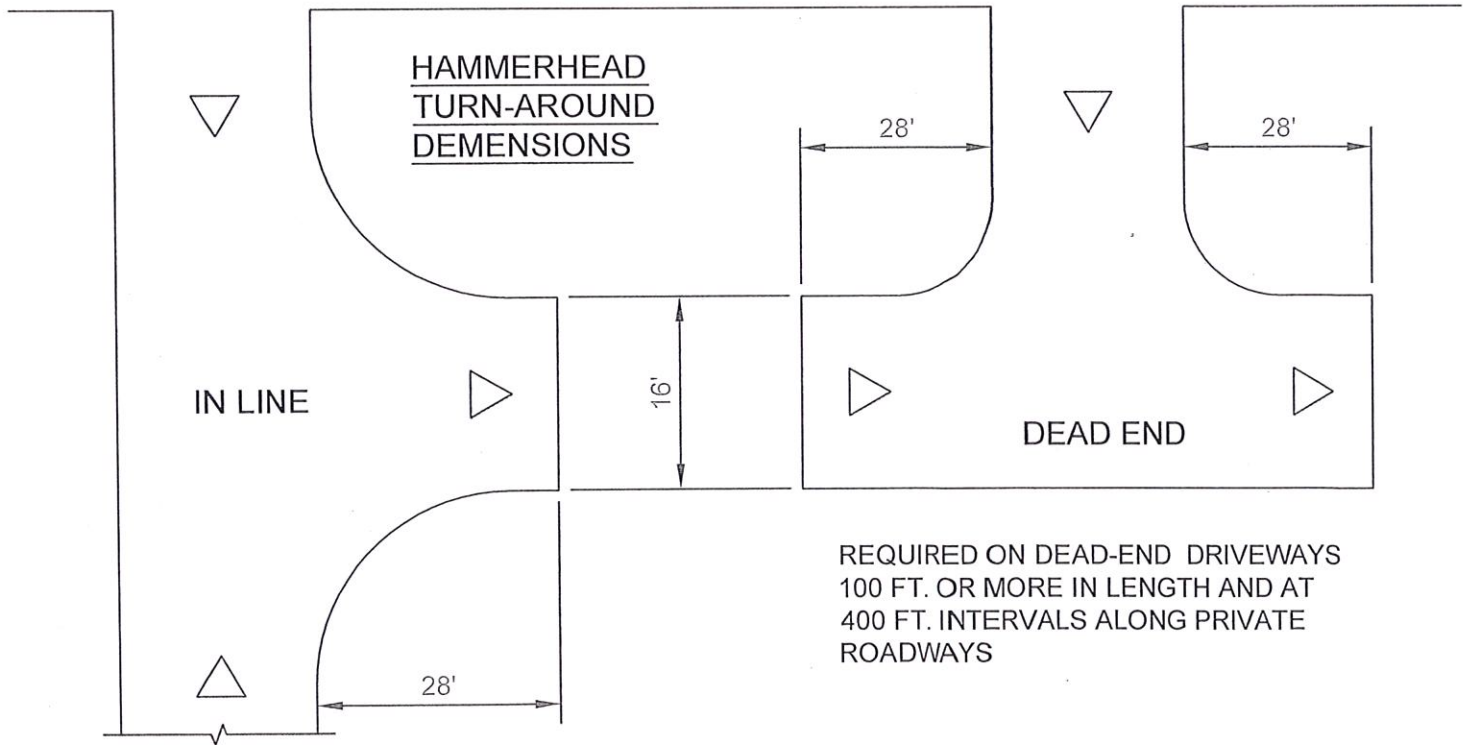 HAMMERHEAD
TURN-AROUND
DEMENSIONS
28'
28'
16'
IN LINE
DEAD END
REQUIRED ON DEAD-END DRIVEWAYS
100 FT. OR MORE IN LENGTH AND AT
400 FT. INTERVALS ALONG PRIVATE
ROADWAYS
28'